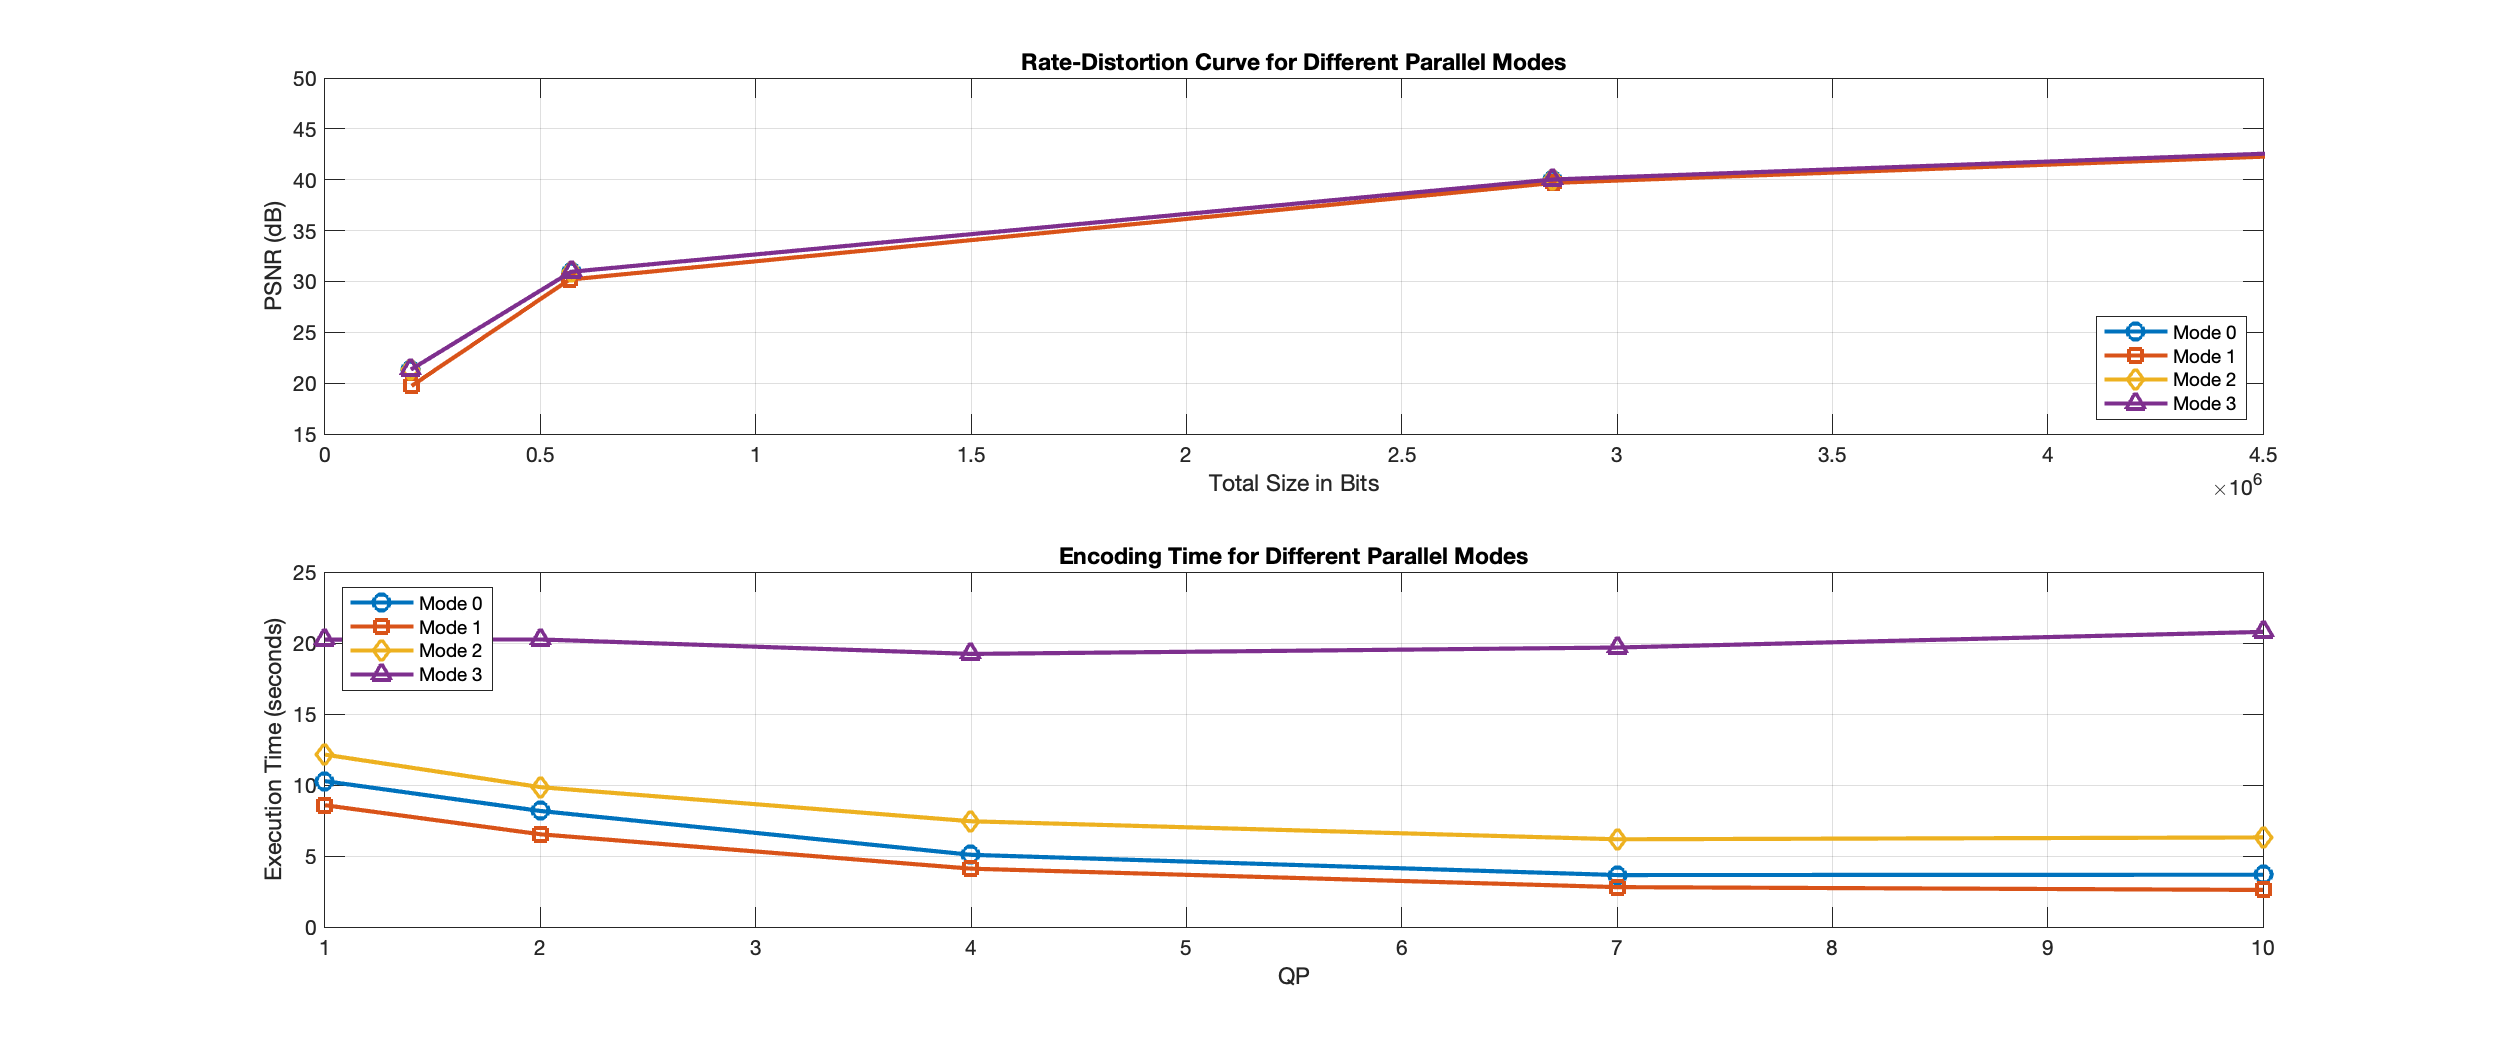 Rate-Distortion Curve for Different Parallel Modes
50
45
40
35
30
25
20
15
PSNR (dB)
0 0.5 1 1.5 2 2.5 3 3.5 4 4.5
×10^6
Total Size in Bits
Mode 0
Mode 1
Mode 2
Mode 3
Encoding Time for Different Parallel Modes
25
20
15
10
5
0
Execution Time (seconds)
Mode 0
Mode 1
Mode 2
Mode 3
1 2 3 4 5 6 7 8 9 10
QP